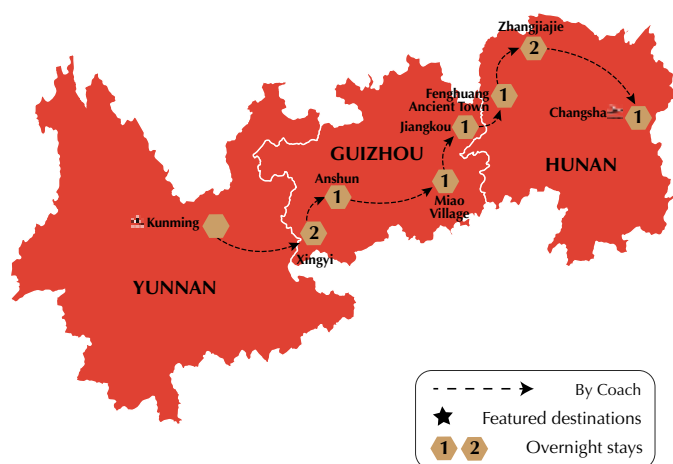 Zhangjiajie
2
Fenghuang
Ancient Town
1
Changsha
1
Jiangkou
1
GUIZHOU
HUNAN
Anshun
1
1
Miao
Village
Kunming
2
Xingyi
YUNNAN
By Coach
Featured destinations
1 2 Overnight stays